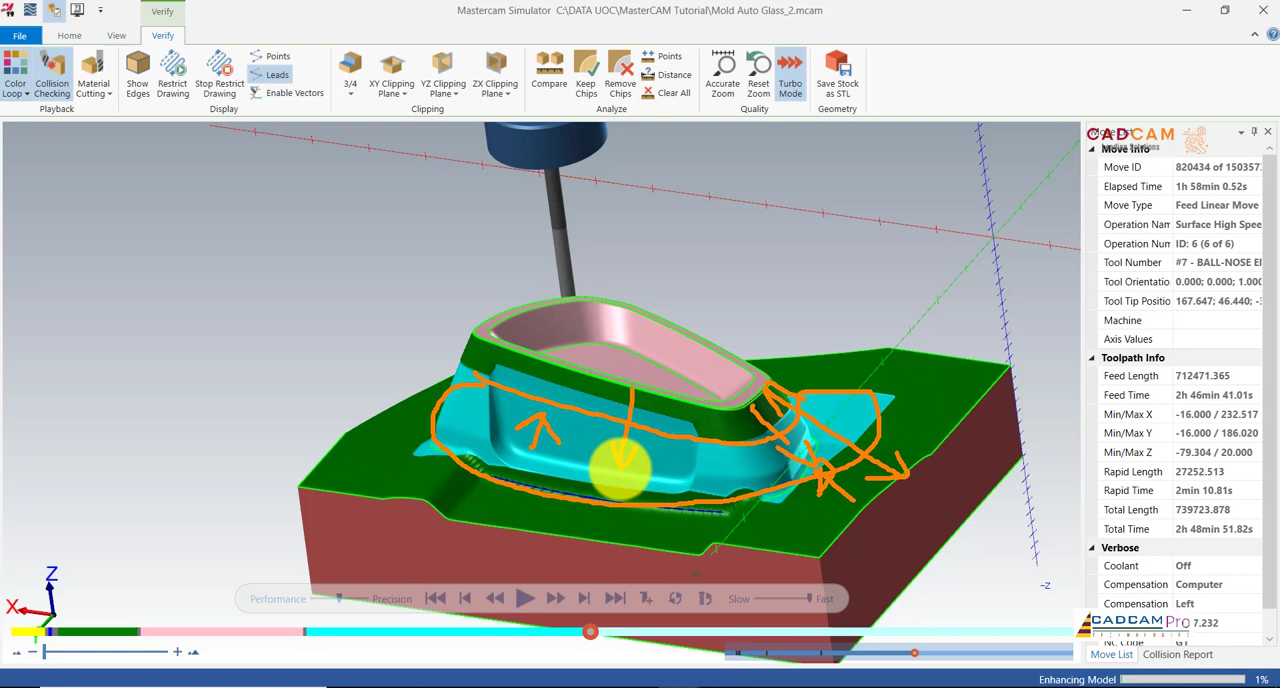 Verify
Mastercam Simulator C:\DATA UOC\MasterCAM Tutorial\Mold Auto Glass_2.mcam
File Home View Verify
Color Loop Collision Checking Material Cutting Show Edges Restrict Drawing Stop Restrict Drawing Points Leads Enable Vectors 3/4 XY Clipping Plane YZ Clipping Plane ZX Clipping Plane Compare Keep Chips Remove Chips Points Distance Clear All Accurate Zoom Reset Zoom Turbo Mode Save Stock as STL
Playback Display Clipping Analyze Quality Geometry
CADCAM
Move Info
Move ID 820434 of 150357
Elapsed Time 1h 58min 0.52s
Move Type Feed Linear Move
Operation Nam Surface High Spee
Operation Num ID: 6 (6 of 6)
Tool Number #7 - BALL-NOSE E
Tool Orientatio 0.000; 0.000; 1.000
Tool Tip Positio 167.647; 46.440; -
Machine
Axis Values
Toolpath Info
Feed Length 712471.365
Feed Time 2h 46min 41.01s
Min/Max X -16.000 / 232.517
Min/Max Y -16.000 / 186.020
Min/Max Z -79.304 / 20.000
Rapid Length 27252.513
Rapid Time 2min 10.81s
Total Length 739723.878
Total Time 2h 48min 51.82s
Verbose
Coolant Off
Compensation Computer
Compensation Left
7.232
CADCAMPro
Z
X
-Z
Performance Precision Slow Fast
Move List Collision Report
Enhancing Model 1%